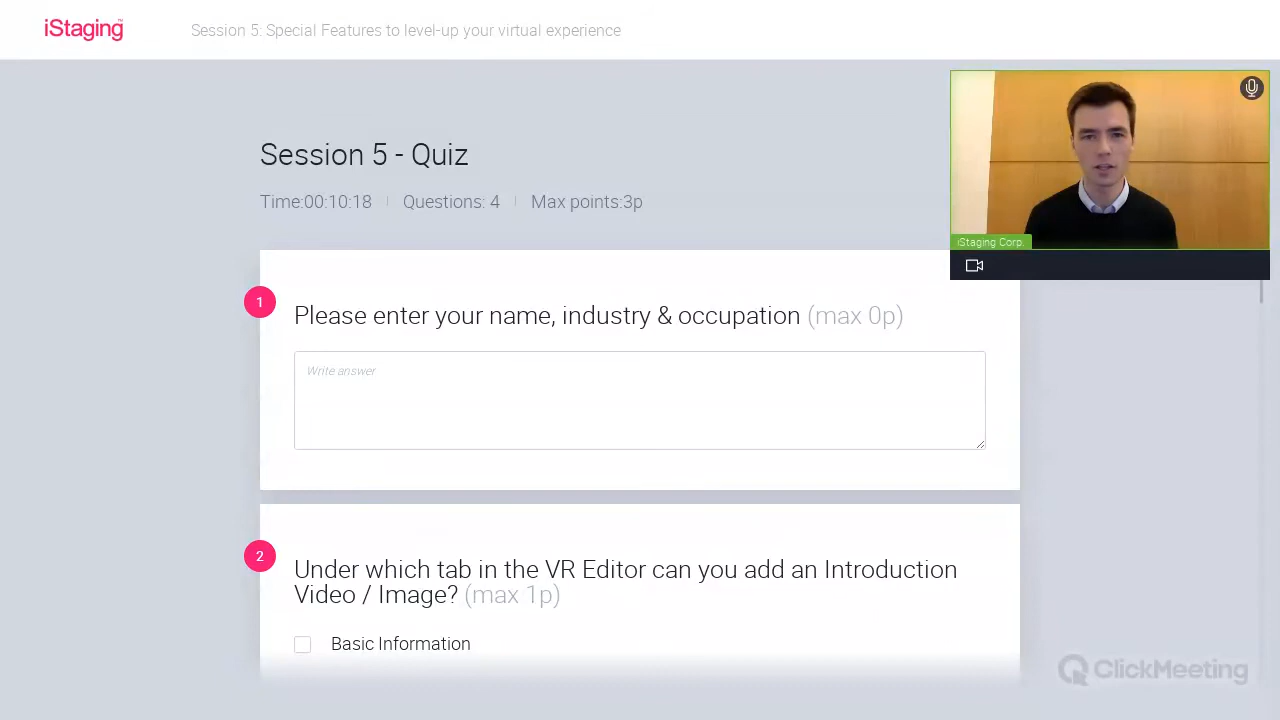 iStaging™
Session 5: Special Features to level-up your virtual experience
Session 5 - Quiz
Time:00:10:18
Questions: 4
Max points:3p
iStaging Corp.
1
Please enter your name, industry & occupation (max 0p)
Write answer
2
Under which tab in the VR Editor can you add an Introduction
Video / Image? (max 1p)
Basic Information
ClickMeeting